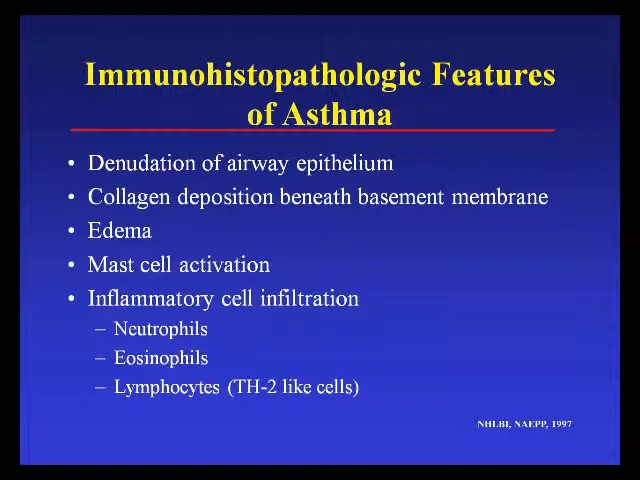 Immunohistopathologic Features
of Asthma
• Denudation of airway epithelium
• Collagen deposition beneath basement membrane
• Edema
• Mast cell activation
• Inflammatory cell infiltration
– Neutrophils
– Eosinophils
– Lymphocytes (TH-2 like cells)
NHLBI, NAEPP, 1997